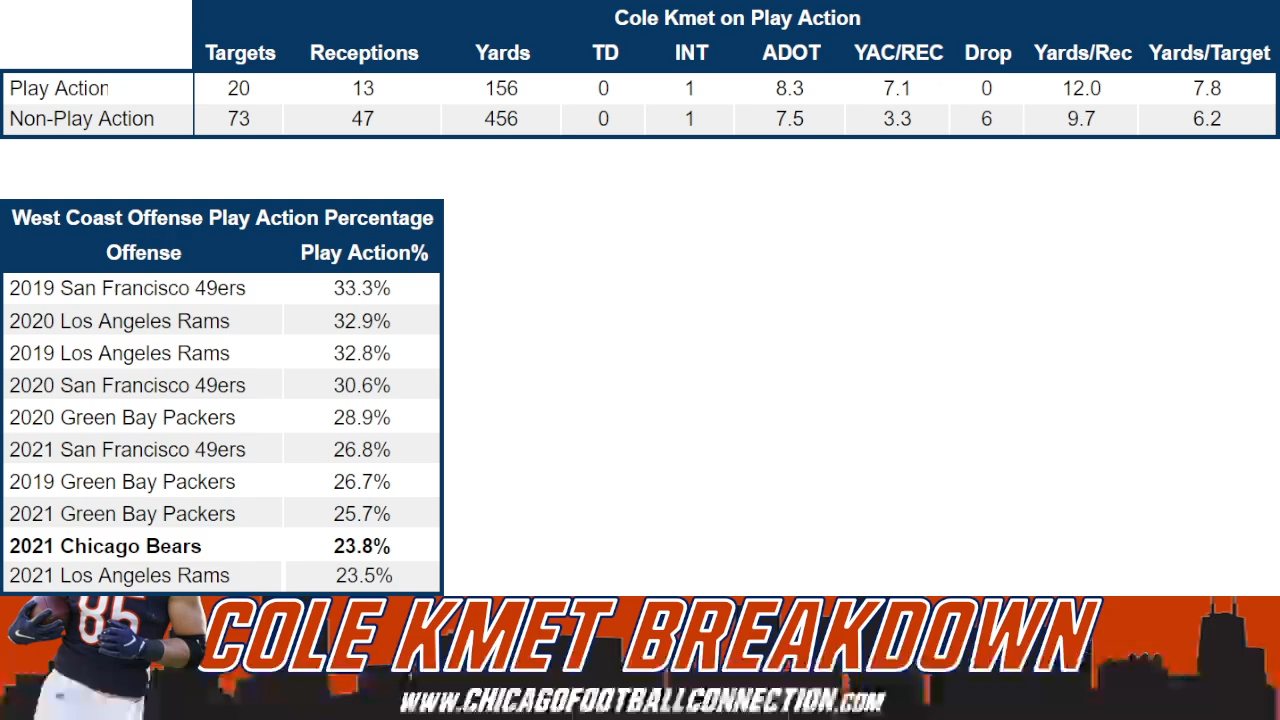 Cole Kmet on Play Action
Targets Receptions Yards TD INT ADOT YAC/REC Drop Yards/Rec Yards/Target
Play Action 20 13 156 0 1 8.3 7.1 0 12.0 7.8
Non-Play Action 73 47 456 0 1 7.5 3.3 6 9.7 6.2
West Coast Offense Play Action Percentage
Offense Play Action%
2019 San Francisco 49ers 33.3%
2020 Los Angeles Rams 32.9%
2019 Los Angeles Rams 32.8%
2020 San Francisco 49ers 30.6%
2020 Green Bay Packers 28.9%
2021 San Francisco 49ers 26.8%
2019 Green Bay Packers 26.7%
2021 Green Bay Packers 25.7%
2021 Chicago Bears 23.8%
2021 Los Angeles Rams 23.5%
85
COLE KMET BREAKDOWN
WWW.CHICAGOFOOTBALLCONNECTION.COM